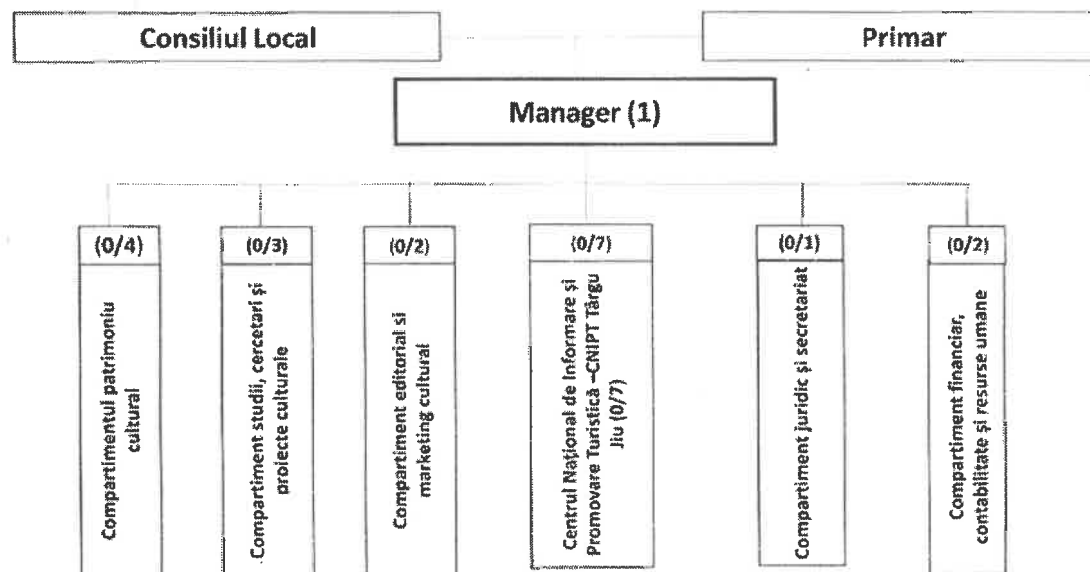 Consiliul Local
Primar
Manager (1)
(0/4)
Compartimentul patrimoniu
cultural
(0/3)
Compartiment studii, cercetari și
proiecte culturale
(0/2)
Compartiment editorial si
marketing cultural
(0/7)
Centrul Național de Informare și
Promovare Turistică –CNIPT Târgu
Jiu (0/7)
(0/1)
Compartiment juridic și secretariat
(0/2)
Compartiment financiar,
contabilitate și resurse umane